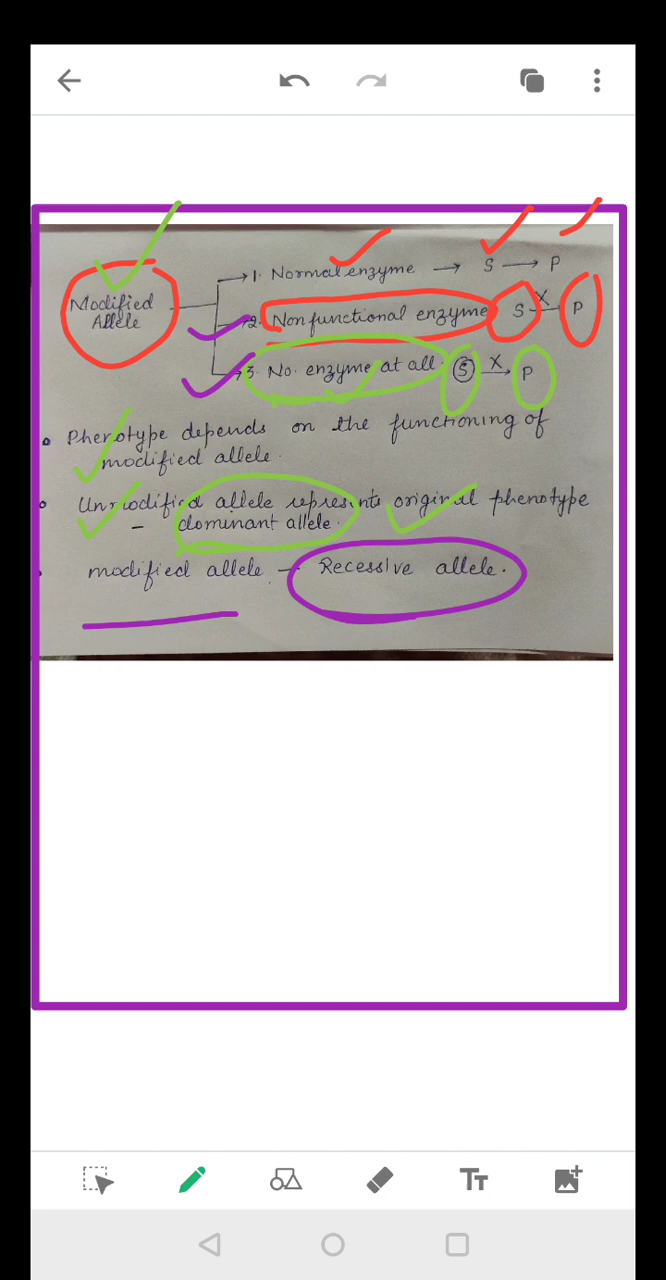 Modified
Allele
1. Normal enzyme → S → P
2. Nonfunctional enzyme S X P
3. No. enzyme at all. S X→ P
• Phenotype depends on the functioning of
modified allele.
• Unmodified allele represents original phenotype
– dominant allele.
• modified allele – Recessive allele.
Tт